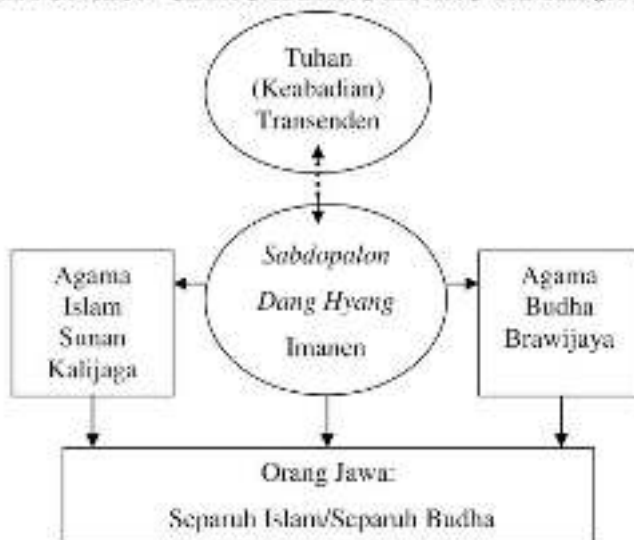 Tuhan
(Keabadian)
Transenden
Sabdopalon
Dang Hyang
Imanen
Agama
Islam
Sunan
Kalijaga
Agama
Budha
Brawijaya
Orang Jawa:
Separuh Islam/Separuh Budha